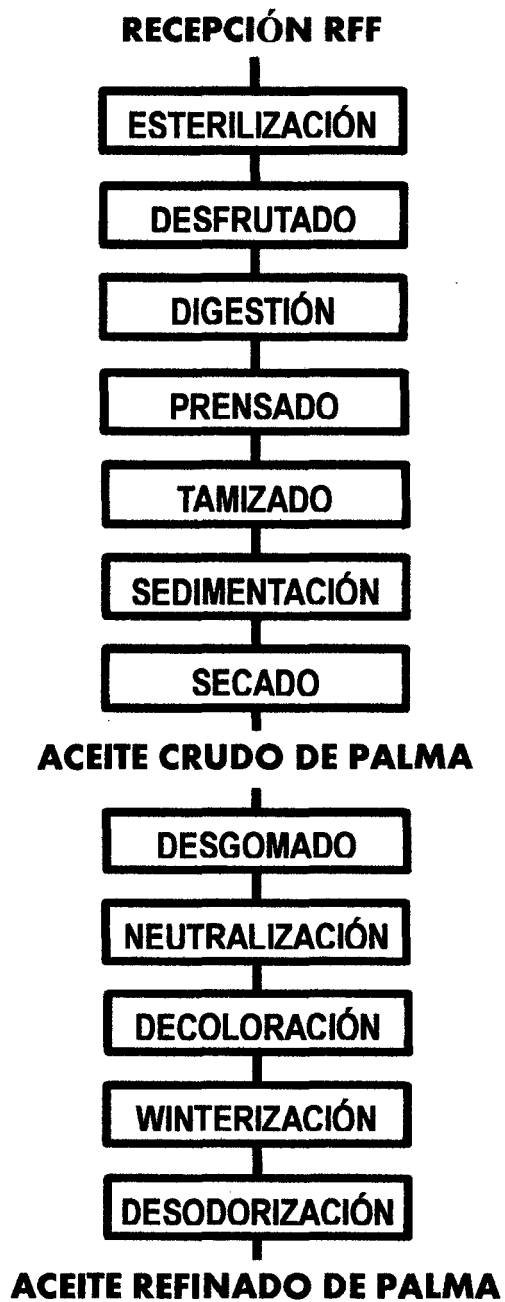 RECEPCIÓN RFF
ESTERILIZACIÓN
DESFRUTADO
DIGESTIÓN
PRENSADO
TAMIZADO
SEDIMENTACIÓN
SECADO
ACEITE CRUDO DE PALMA
DESGOMADO
NEUTRALIZACIÓN
DECOLORACIÓN
WINTERIZACIÓN
DESODORIZACIÓN
ACEITE REFINADO DE PALMA